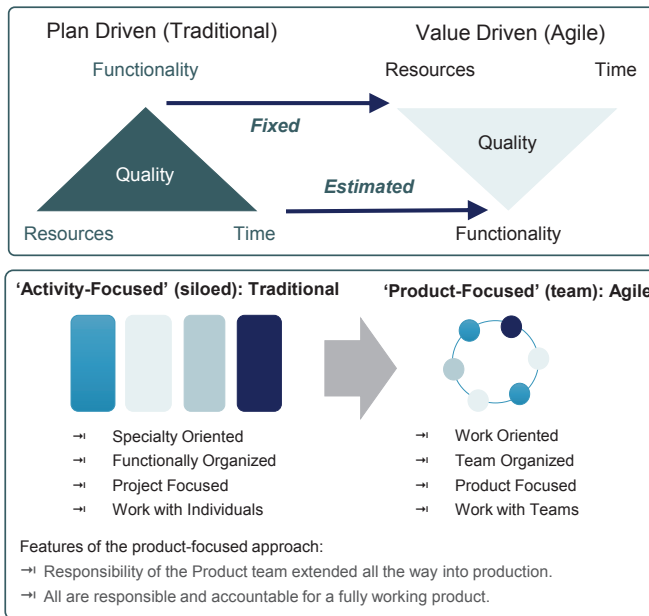 Plan Driven (Traditional)
Value Driven (Agile)
Functionality
Resources
Time
Fixed
Quality
Quality
Estimated
Resources
Time
Functionality
‘Activity-Focused’ (siloed): Traditional
‘Product-Focused’ (team): Agile
Specialty Oriented
Functionally Organized
Project Focused
Work with Individuals
Work Oriented
Team Organized
Product Focused
Work with Teams
Features of the product-focused approach:
Responsibility of the Product team extended all the way into production.
All are responsible and accountable for a fully working product.